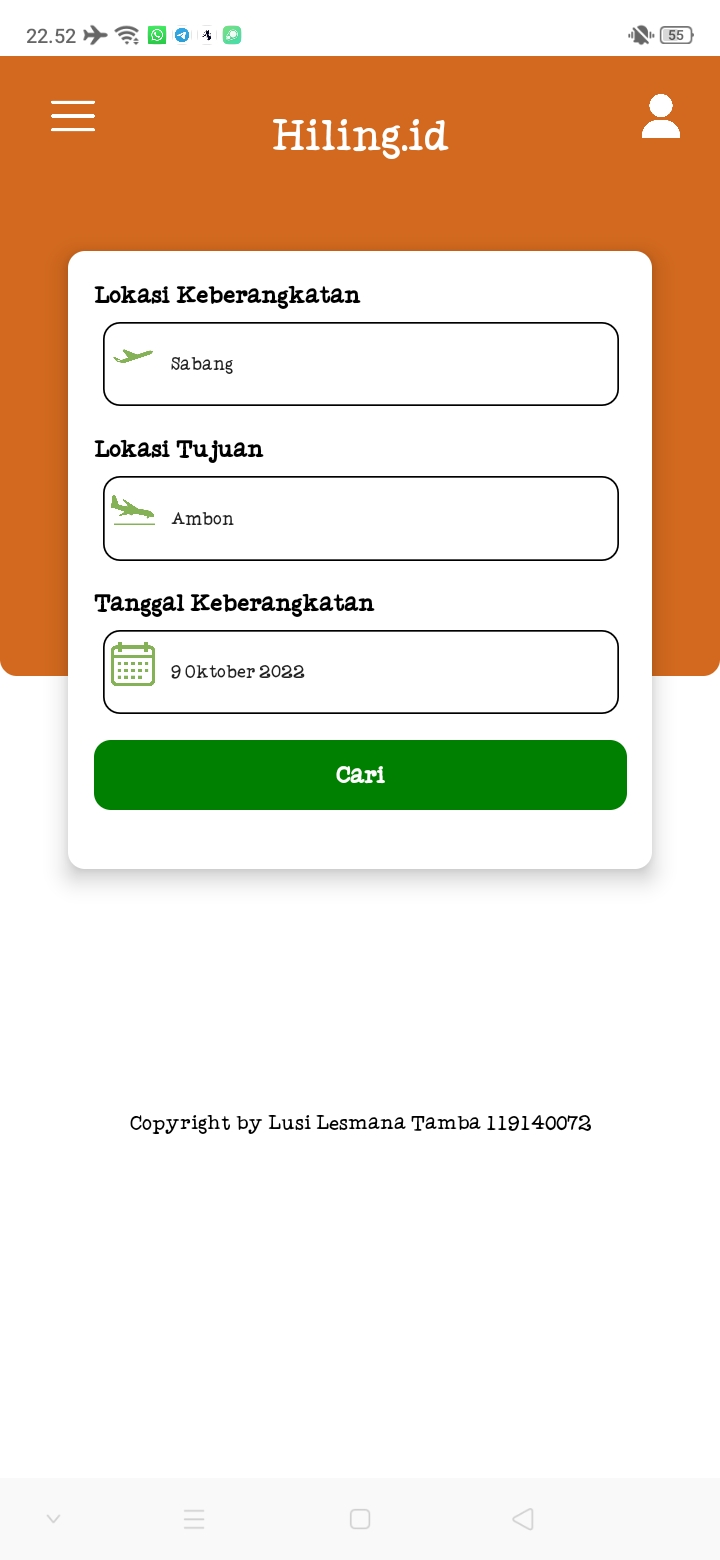 22.52
55
Hiling.id
Lokasi Keberangkatan
Sabang
Lokasi Tujuan
Ambon
Tanggal Keberangkatan
9 Oktober 2022
Cari
Copyright by Lusi Lesmana Tamba 119140072